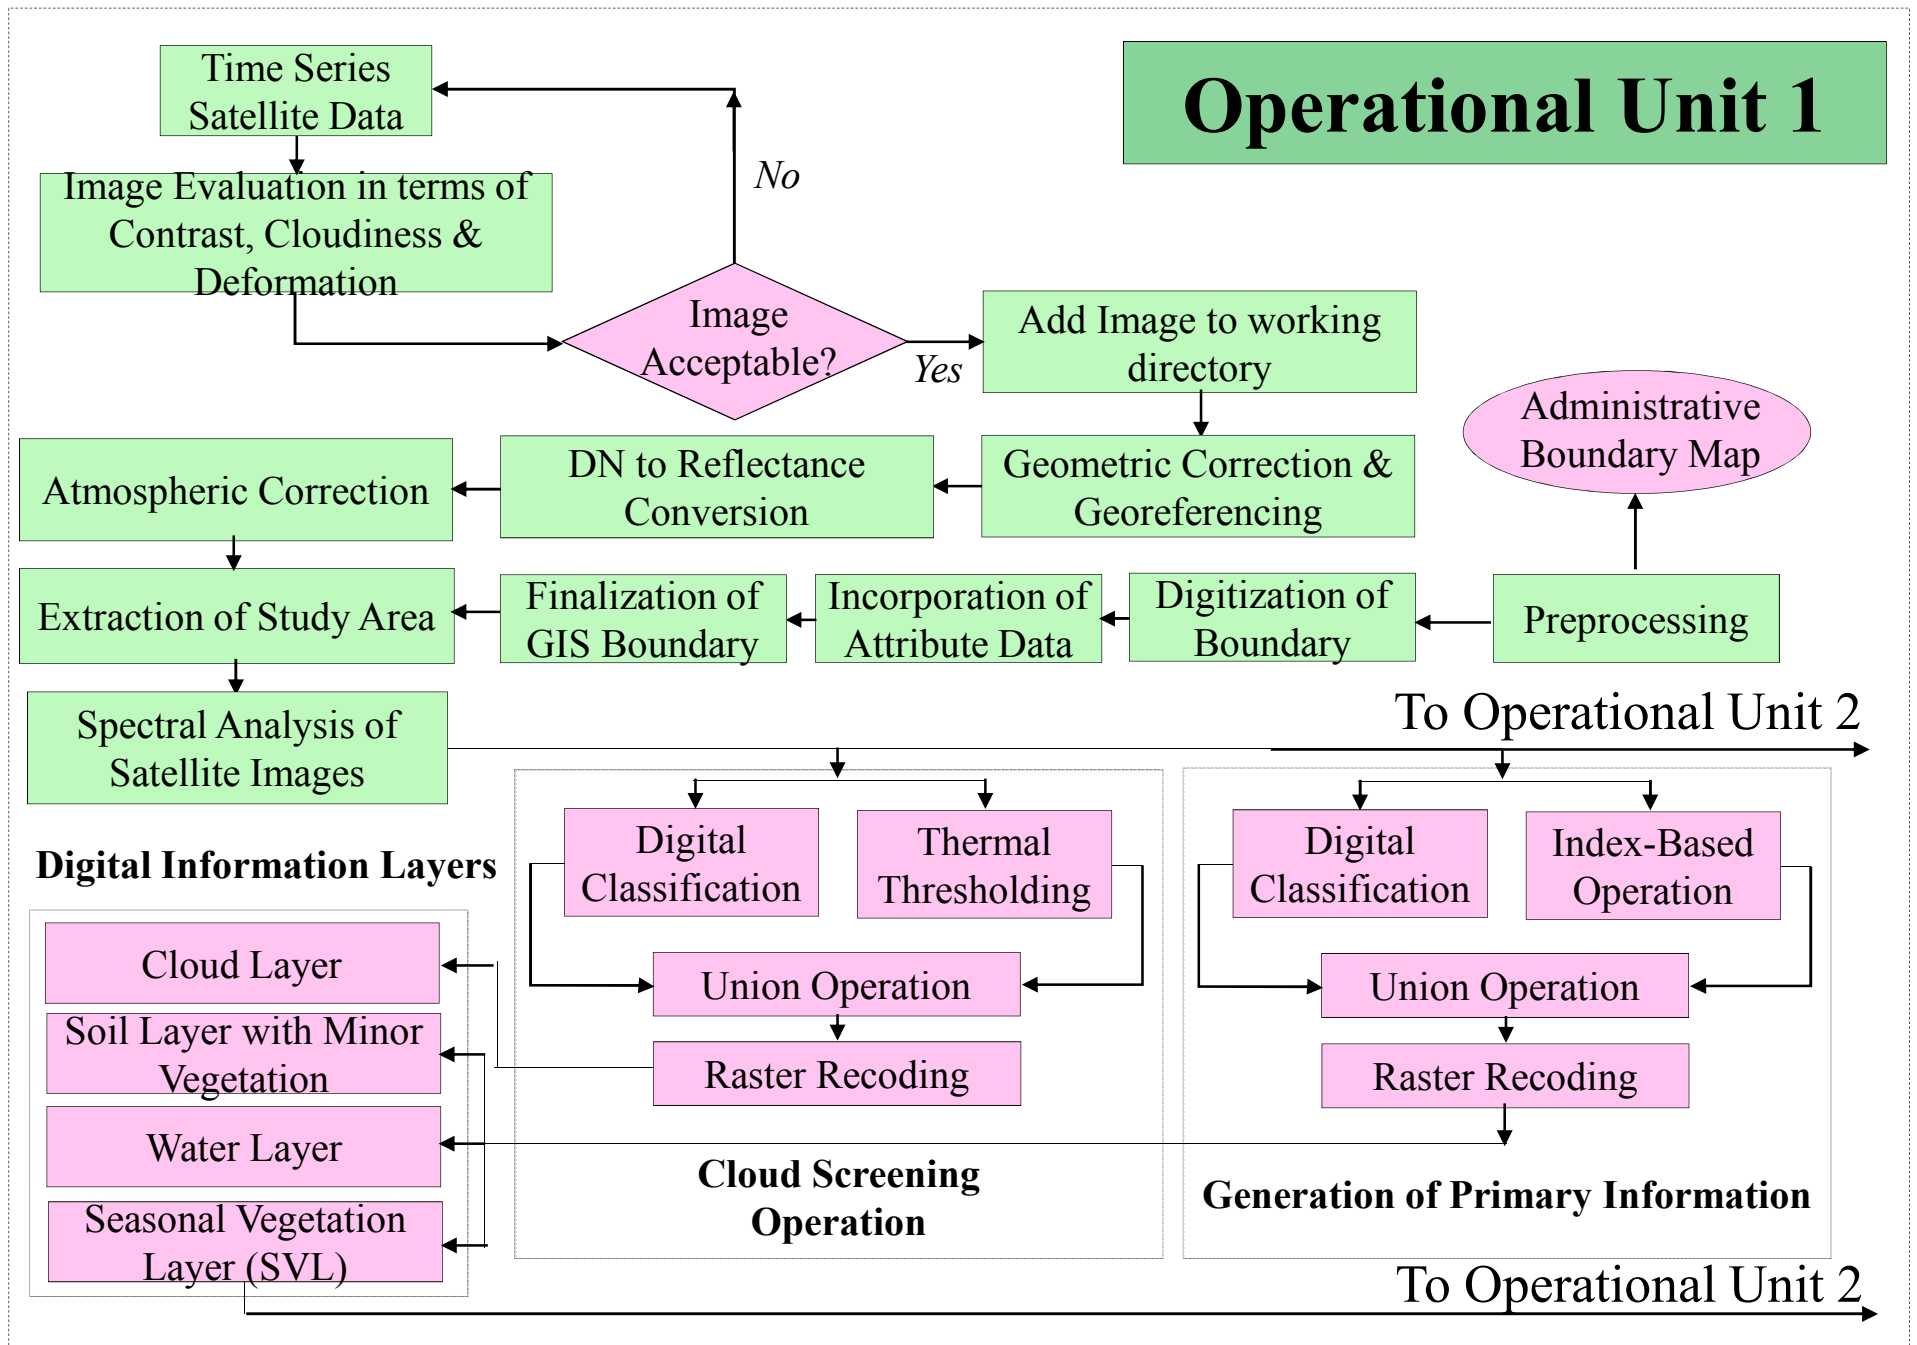 Operational Unit 1
Time Series
Satellite Data
No
Image Evaluation in terms of
Contrast, Cloudiness &
Deformation
Image
Acceptable?
Yes
Add Image to working
directory
Administrative
Boundary Map
Atmospheric Correction
DN to Reflectance
Conversion
Geometric Correction &
Georeferencing
Extraction of Study Area
Finalization of
GIS Boundary
Incorporation of
Attribute Data
Digitization of
Boundary
Preprocessing
Spectral Analysis of
Satellite Images
To Operational Unit 2
Digital
Classification
Thermal
Thresholding
Digital
Classification
Index-Based
Operation
Digital Information Layers
Cloud Layer
Union Operation
Union Operation
Soil Layer with Minor
Vegetation
Raster Recoding
Raster Recoding
Water Layer
Cloud Screening
Operation
Generation of Primary Information
Seasonal Vegetation
Layer (SVL)
To Operational Unit 2